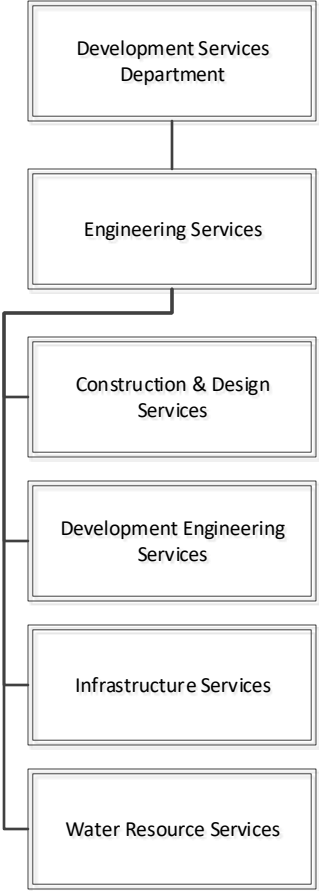 Development Services
Department
Engineering Services
Construction & Design
Services
Development Engineering
Services
Infrastructure Services
Water Resource Services